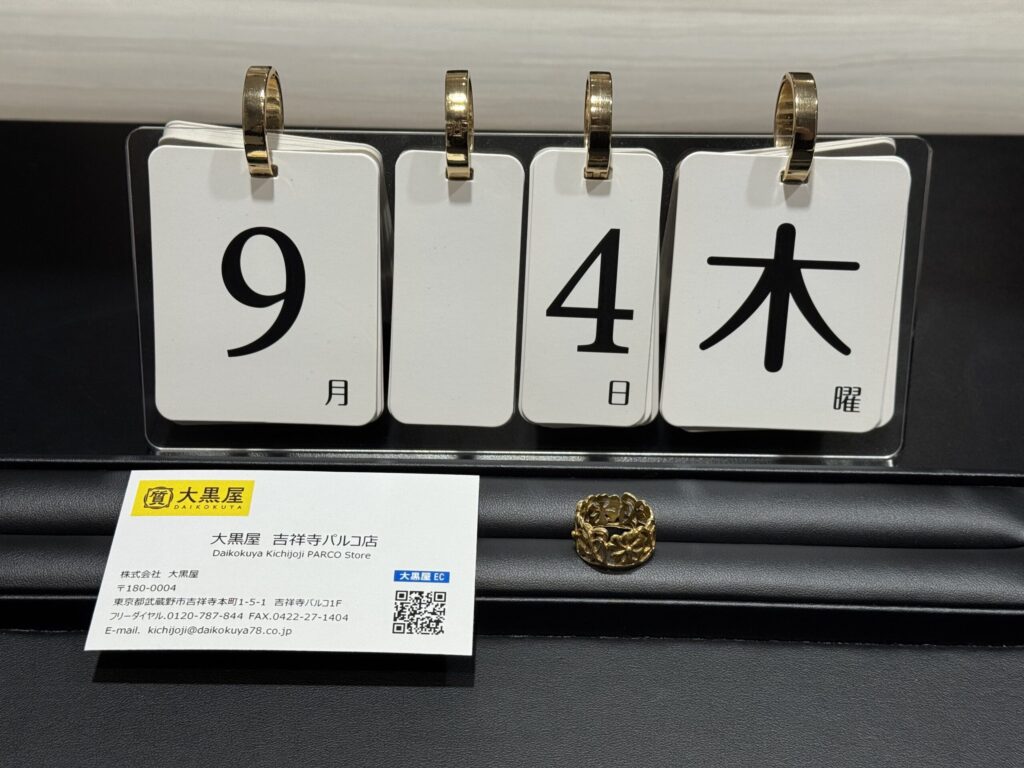 9
月
4
日
木
曜
質 大黒屋
DAIKOKUYA
大黒屋 吉祥寺パルコ店
Daikokuya Kichijoji PARCO Store
株式会社 大黒屋
〒180-0004
東京都武蔵野市吉祥寺本町1-5-1 吉祥寺パルコ1F
フリーダイヤル.0120-787-844 FAX.0422-27-1404
E-mail. kichijoji@daikokuya78.co.jp
大黒屋 EC